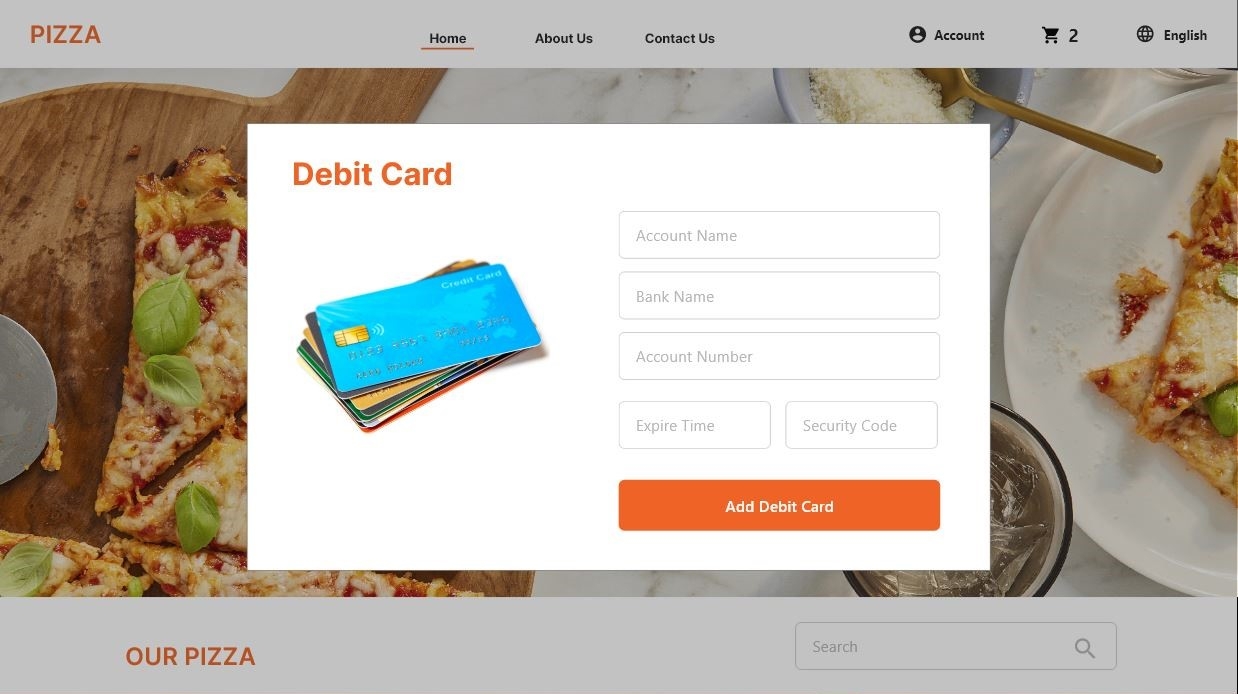 PIZZA
Home
About Us
Contact Us
Account
2
English
Debit Card
Credit Card
Account Name
Bank Name
Account Number
Expire Time
Security Code
Add Debit Card
OUR PIZZA
Search